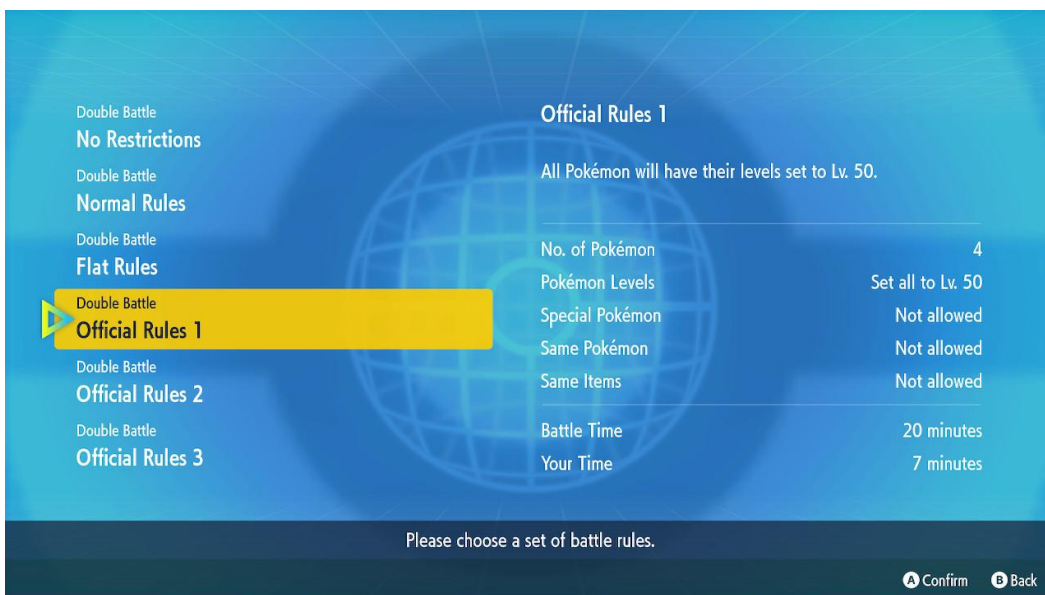 Double Battle
No Restrictions
Double Battle
Normal Rules
Double Battle
Flat Rules
Double Battle
Official Rules 1
Double Battle
Official Rules 2
Double Battle
Official Rules 3
Official Rules 1
All Pokémon will have their levels set to Lv. 50.
No. of Pokémon 4
Pokémon Levels Set all to Lv. 50
Special Pokémon Not allowed
Same Pokémon Not allowed
Same Items Not allowed
Battle Time 20 minutes
Your Time 7 minutes
Please choose a set of battle rules.
A Confirm B Back